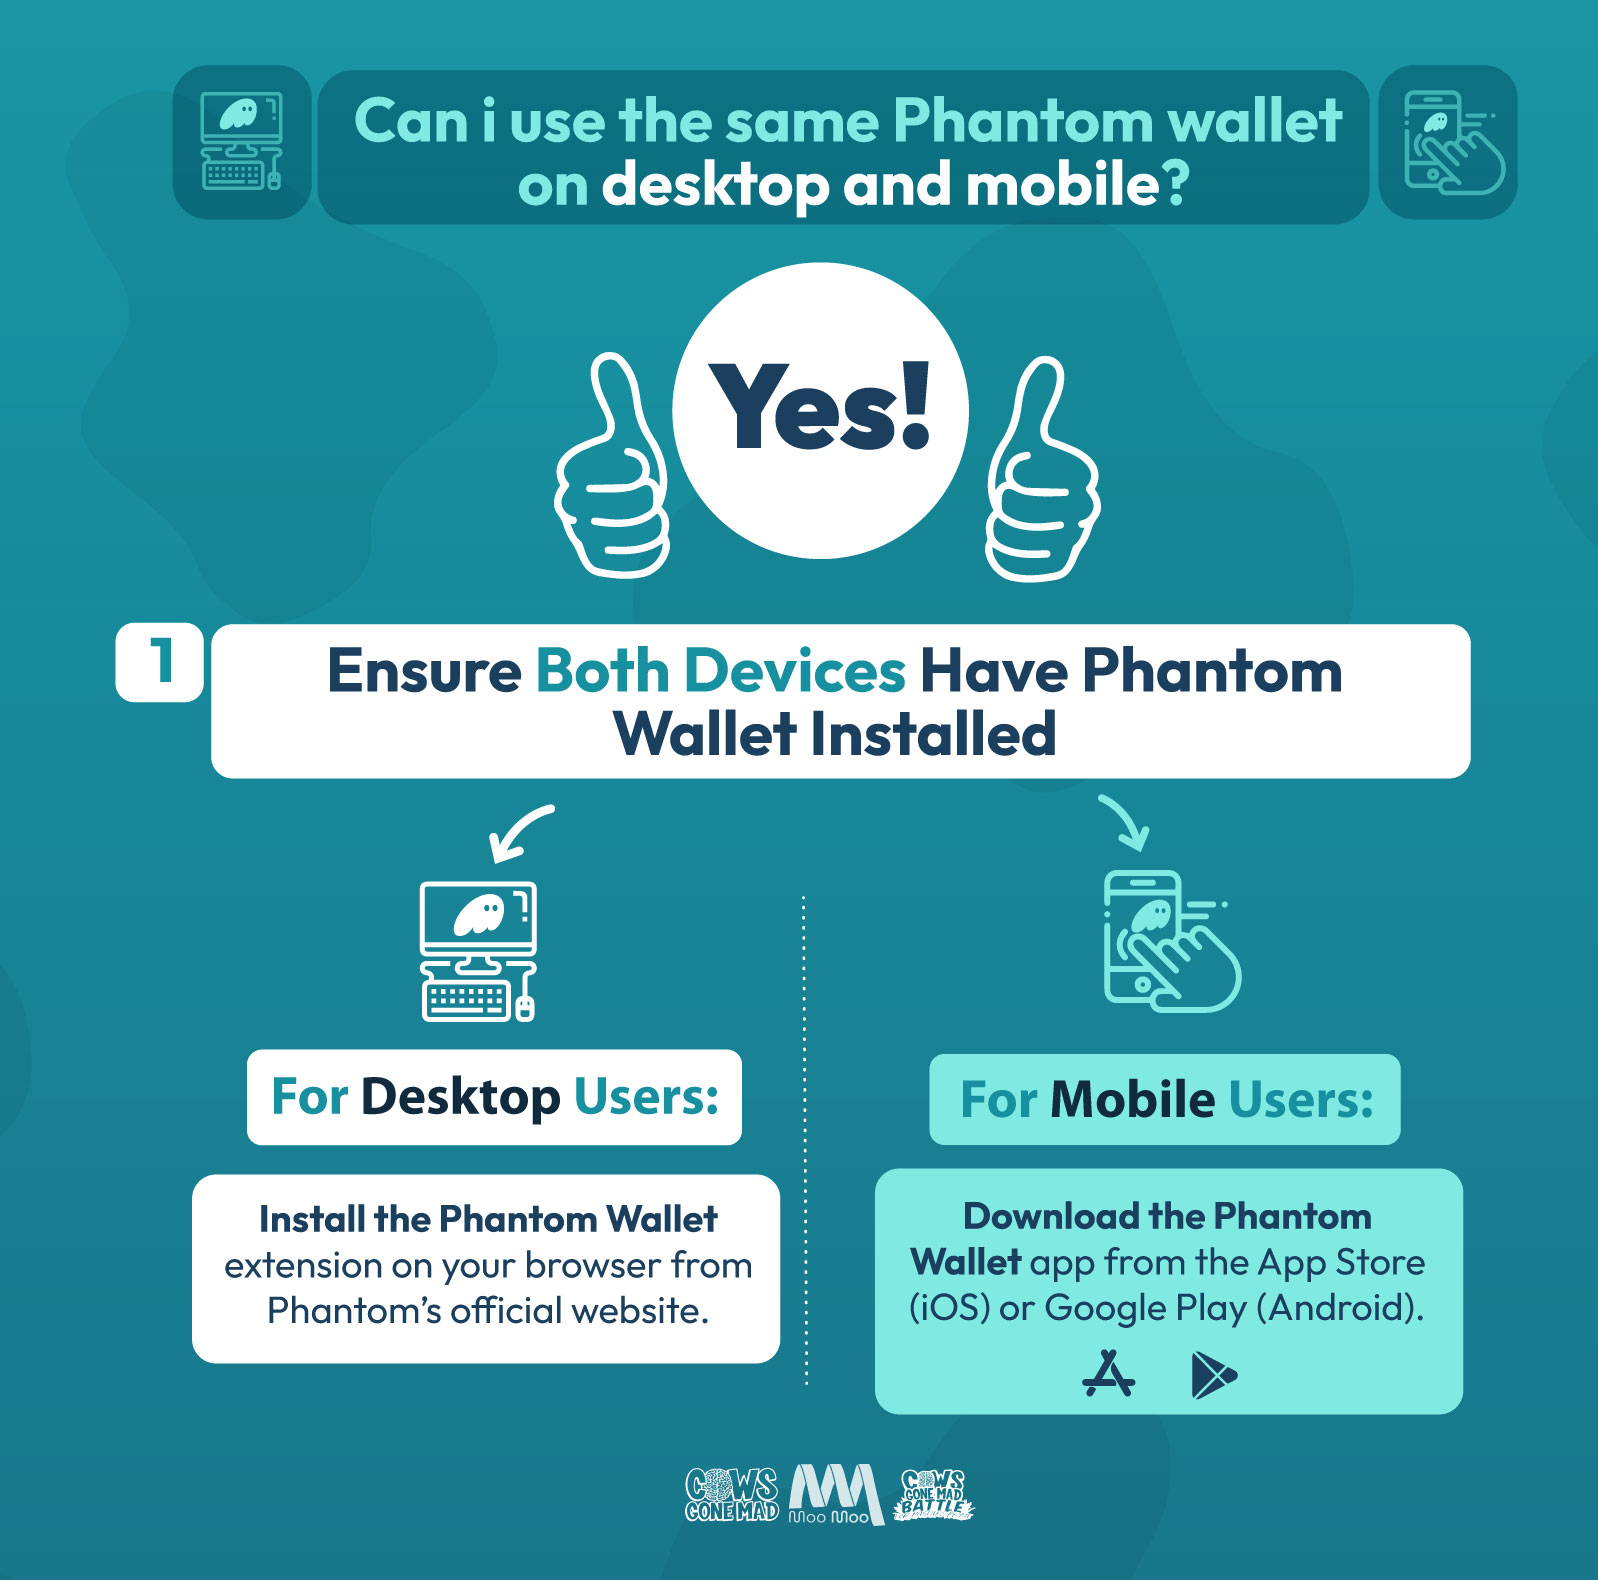 Can i use the same Phantom wallet
on desktop and mobile?
Yes!
1
Ensure Both Devices Have Phantom
Wallet Installed
For Desktop Users:
Install the Phantom Wallet
extension on your browser from
Phantom’s official website.
For Mobile Users:
Download the Phantom
Wallet app from the App Store
(iOS) or Google Play (Android).
COWS
GONE MAD
Moo Moo
COWS
GONE MAD
BATTLE